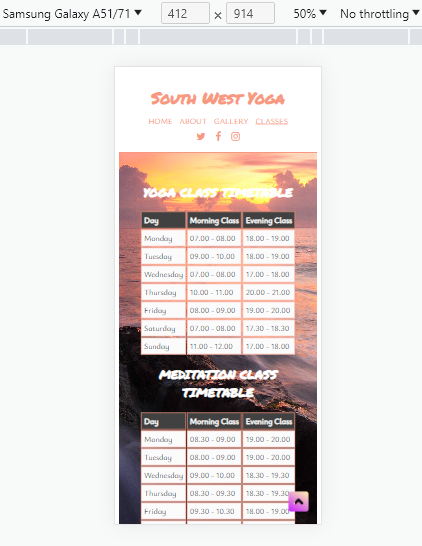 Samsung Galaxy A51/71 412 × 914 50% No throttling
South West Yoga
HOME ABOUT GALLERY CLASSES
YOGA CLASS TIMETABLE
Day Morning Class Evening Class
Monday 07.00 - 08.00 18.00 - 19.00
Tuesday 09.00 - 10.00 18.00 - 19.00
Wednesday 07.00 - 08.00 17.00 - 18.00
Thursday 10.00 - 11.00 20.00 - 21.00
Friday 08.00 - 09.00 19.00 - 20.00
Saturday 07.00 - 08.00 17.30 - 18.30
Sunday 11.00 - 12.00 17.00 - 18.00
MEDITATION CLASS
TIMETABLE
Day Morning Class Evening Class
Monday 08.30 - 09.00 19.00 - 20.00
Tuesday 08.00 - 09.00 19.00 - 20.00
Wednesday 09.00 - 10.00 18.30 - 19.30
Thursday 08.30 - 09.30 18.30 - 19.30
Friday 09.30 - 10.30 18.00 - 19.00